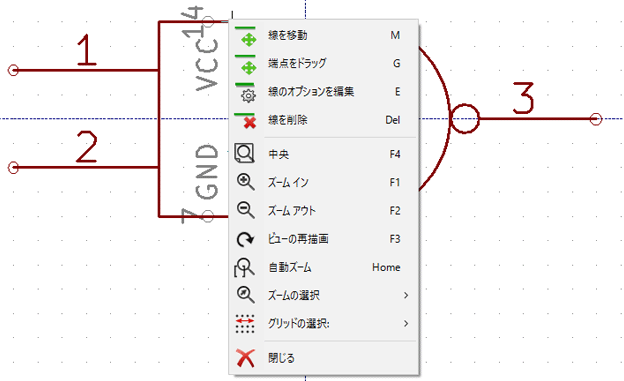 1
2
3
14
VCC
GND
7
線を移動 M
端点をドラッグ G
線のオプションを編集 E
線を削除 Del
中央 F4
ズーム イン F1
ズーム アウト F2
ビューの再描画 F3
自動ズーム Home
ズームの選択
グリッドの選択:
閉じる